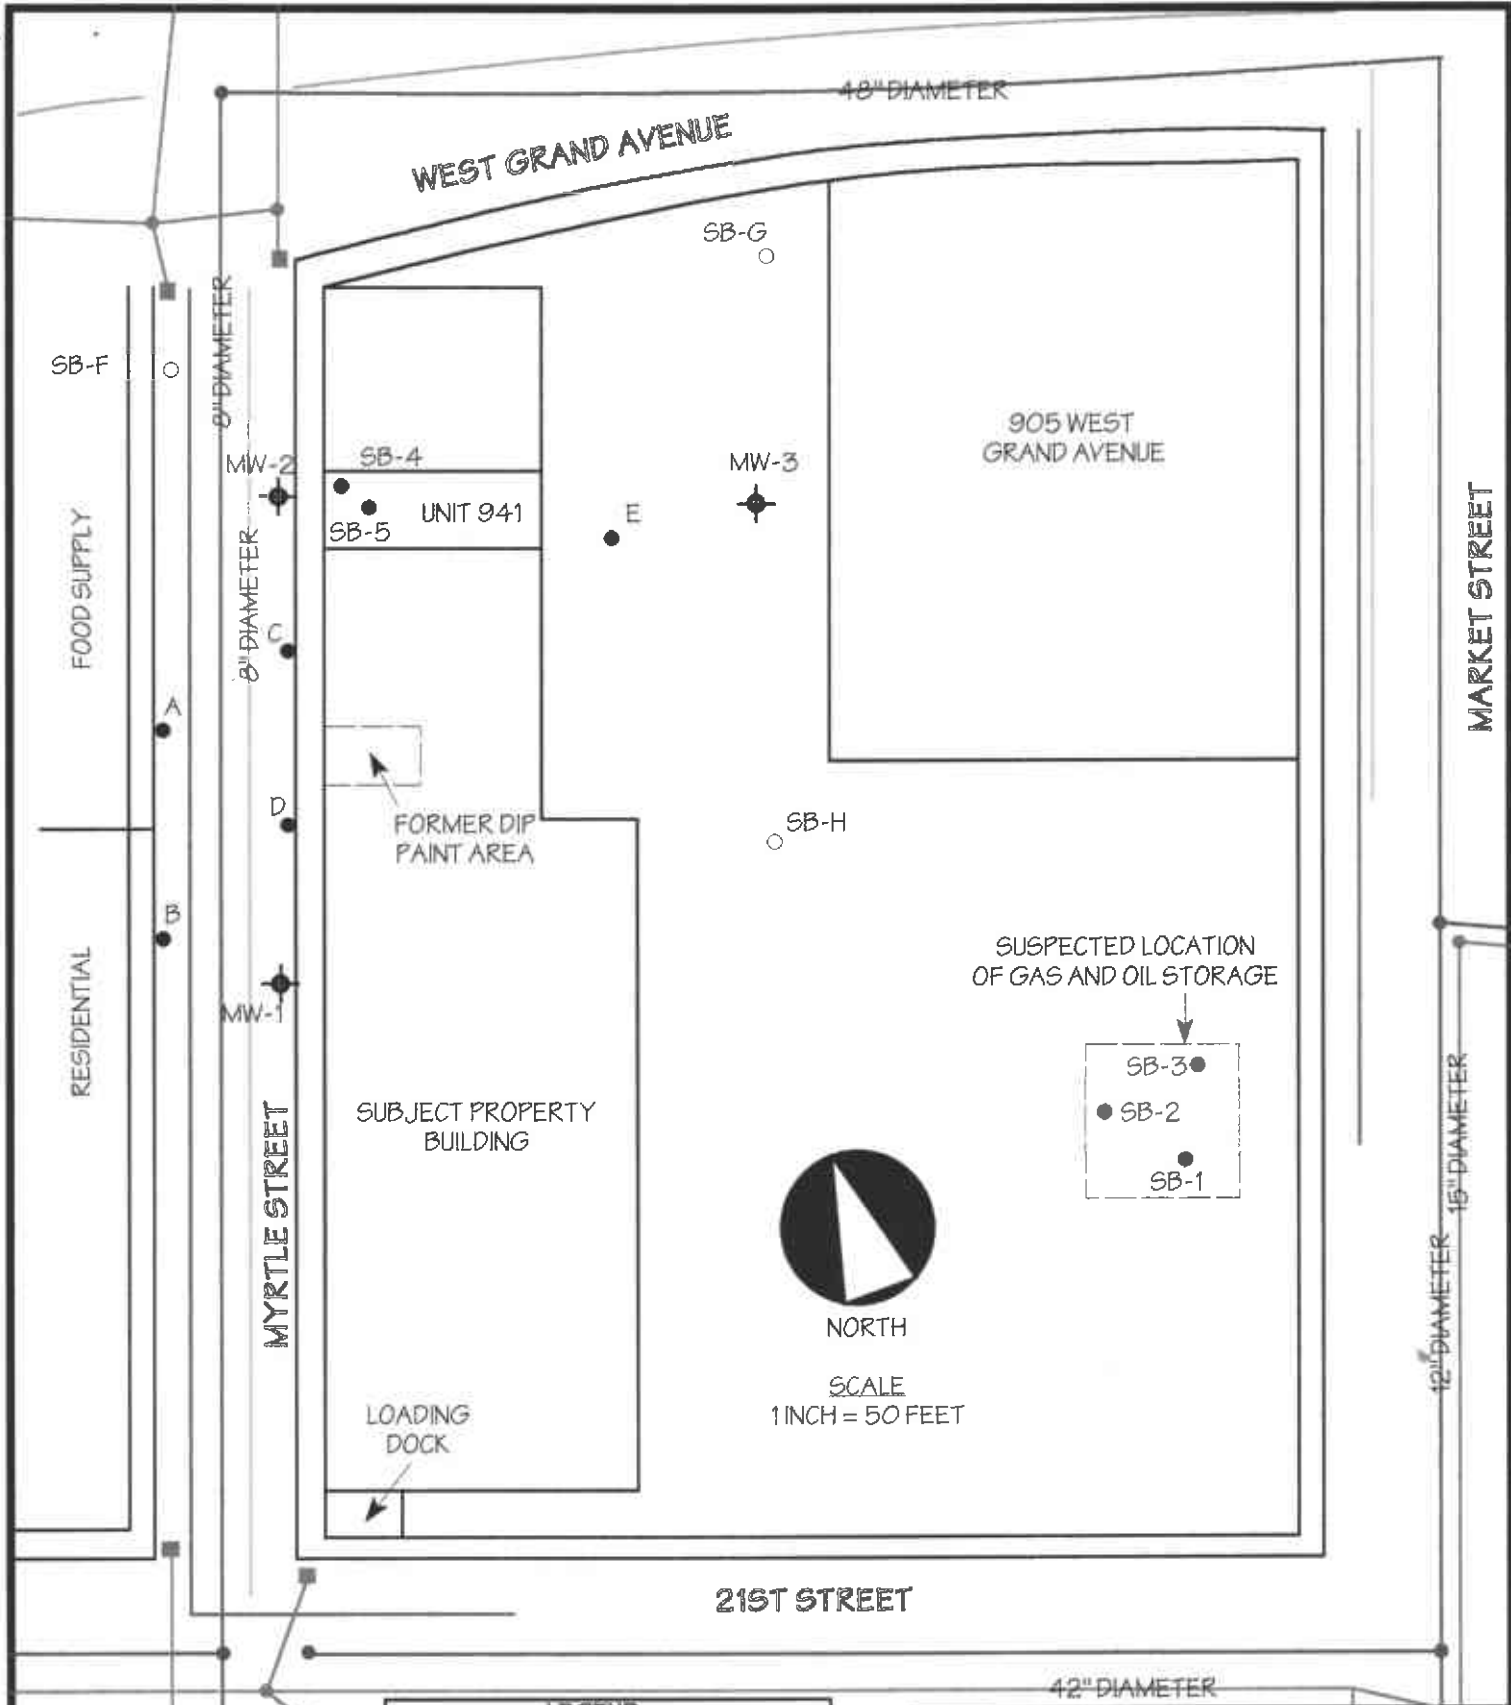 48" DIAMETER
WEST GRAND AVENUE
SB-G
8" DIAMETER
SB-F
905 WEST
GRAND AVENUE
MW-2
SB-4
MW-3
UNIT 941
SB-5
E
FOOD SUPPLY
8" DIAMETER
C
MARKET STREET
A
D
FORMER DIP
PAINT AREA
SB-H
B
SUSPECTED LOCATION
OF GAS AND OIL STORAGE
RESIDENTIAL
MW-1
SB-3
SB-2
SB-1
SUBJECT PROPERTY
BUILDING
15" DIAMETER
MYRTLE STREET
12" DIAMETER
NORTH
SCALE
1 INCH = 50 FEET
LOADING
DOCK
21ST STREET
42" DIAMETER